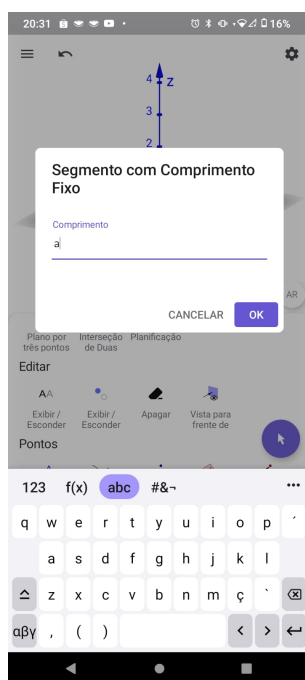 20:31 16%
4 z
3
2
Segmento com Comprimento
Fixo
Comprimento
a
CANCELAR OK
AR
Plano por Interseção Planificação
três pontos de Duas
Editar
AA
Exibir / Exibir / Apagar Vista para
Esconder Esconder frente de
Pontos
123 f(x) abc #&¬ ...
q w e r t y u i o p ´
a s d f g h j k l
z x c v b n m ç `
αβγ , ( ) < >